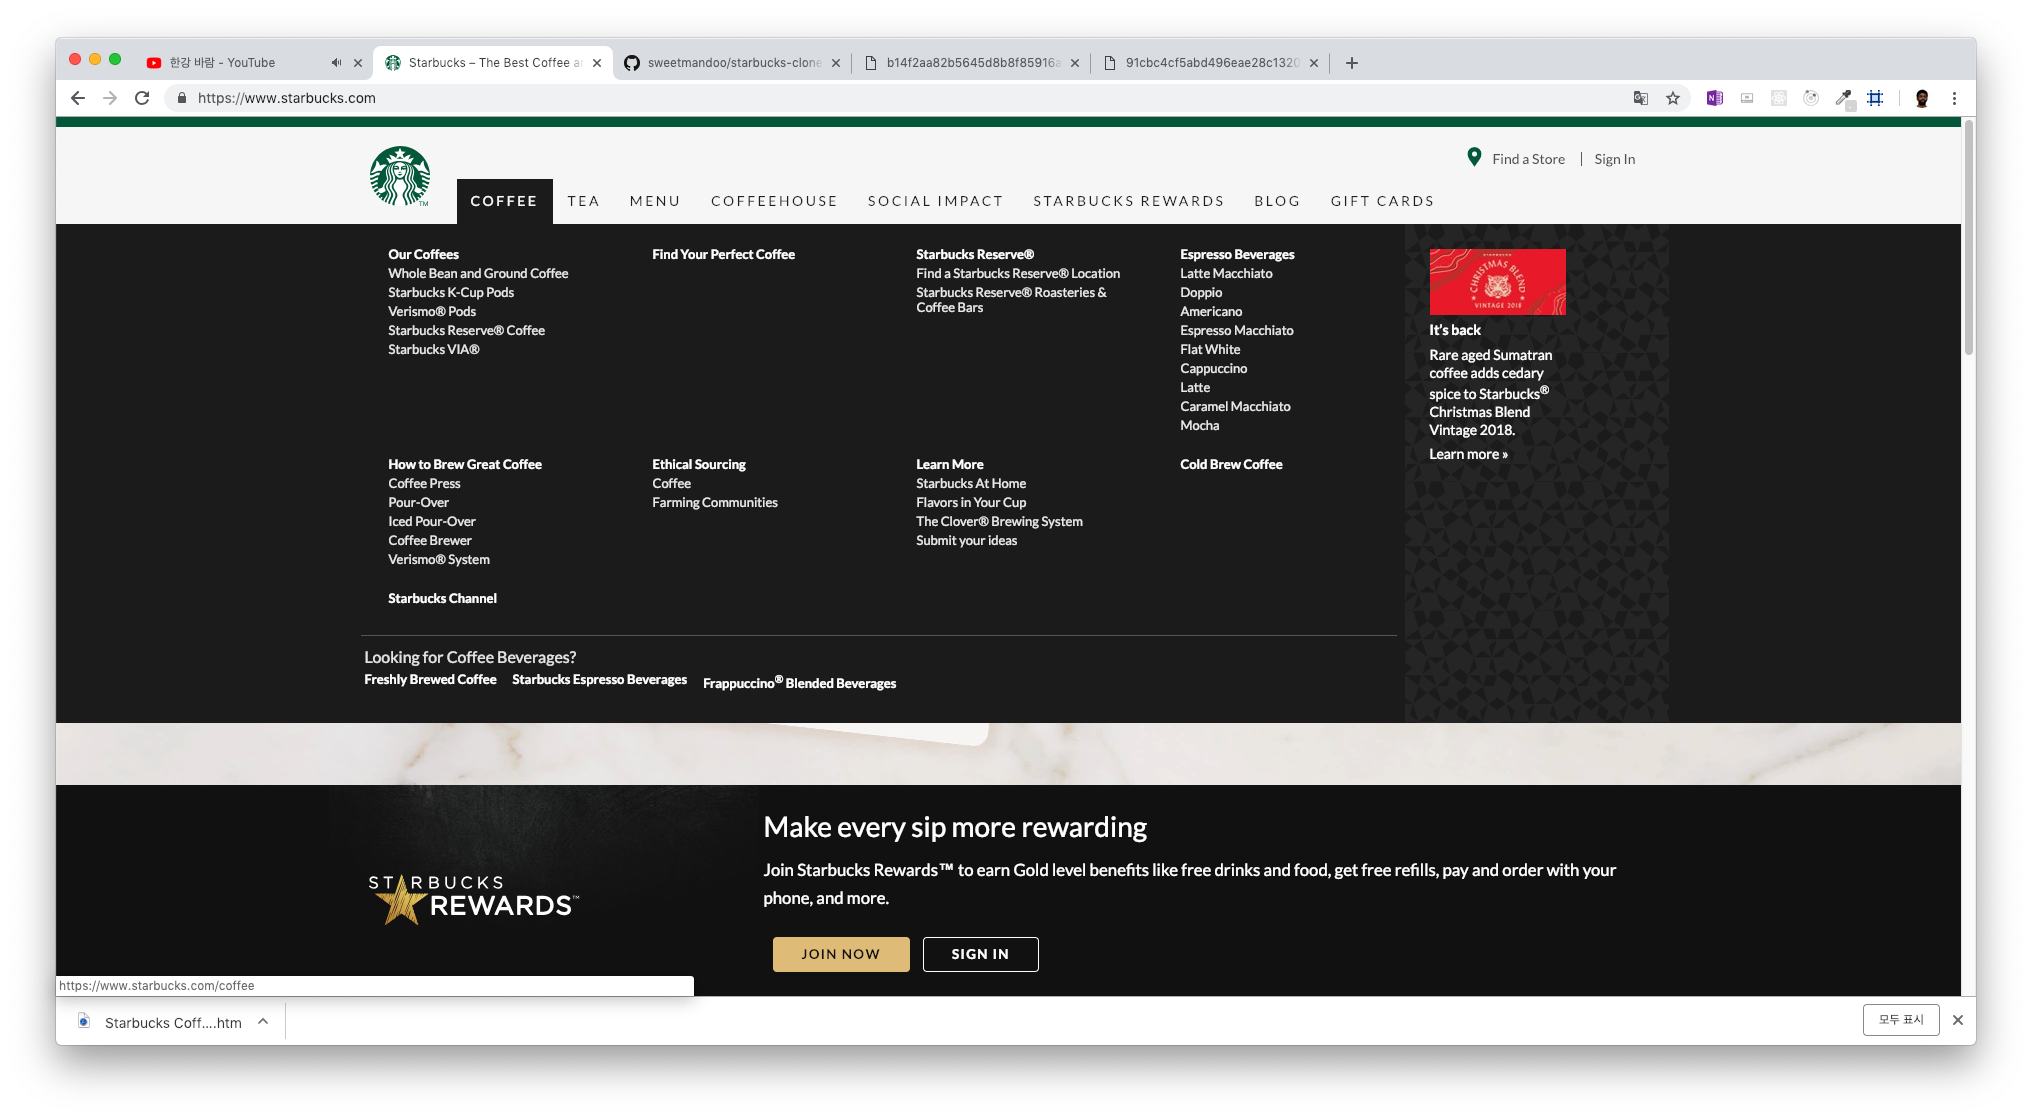 한강 바람 - YouTube
Starbucks – The Best Coffee a
sweetmandoo/starbucks-clone
b14f2aa82b5645d8b8f85916a
91cbc4cf5abd496eae28c1320
https://www.starbucks.com
Find a Store | Sign In
COFFEE TEA MENU COFFEEHOUSE SOCIAL IMPACT STARBUCKS REWARDS BLOG GIFT CARDS
Our Coffees
Whole Bean and Ground Coffee
Starbucks K-Cup Pods
Verismo® Pods
Starbucks Reserve® Coffee
Starbucks VIA®
Find Your Perfect Coffee
Starbucks Reserve®
Find a Starbucks Reserve® Location
Starbucks Reserve® Roasteries &
Coffee Bars
Espresso Beverages
Latte Macchiato
Doppio
Americano
Espresso Macchiato
Flat White
Cappuccino
Latte
Caramel Macchiato
Mocha
CHRISTMAS BLEND
VINTAGE 2018
It's back
Rare aged Sumatran
coffee adds cedary
spice to Starbucks®
Christmas Blend
Vintage 2018.
Learn more »
How to Brew Great Coffee
Coffee Press
Pour-Over
Iced Pour-Over
Coffee Brewer
Verismo® System
Ethical Sourcing
Coffee
Farming Communities
Learn More
Starbucks At Home
Flavors in Your Cup
The Clover® Brewing System
Submit your ideas
Cold Brew Coffee
Starbucks Channel
Looking for Coffee Beverages?
Freshly Brewed Coffee Starbucks Espresso Beverages Frappuccino® Blended Beverages
STARBUCKS
REWARDS™
Make every sip more rewarding
Join Starbucks Rewards™ to earn Gold level benefits like free drinks and food, get free refills, pay and order with your
phone, and more.
JOIN NOW SIGN IN
https://www.starbucks.com/coffee
Starbucks Coff....htm
모두 표시